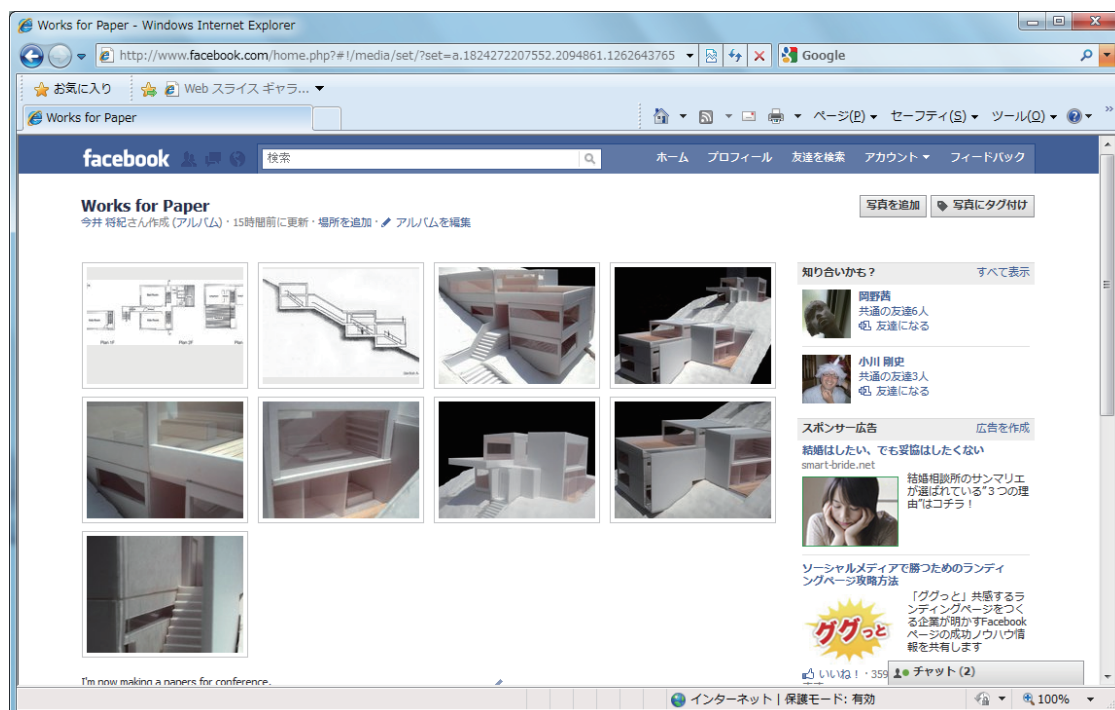 Works for Paper - Windows Internet Explorer
http://www.facebook.com/home.php?#!/media/set/?set=a.1824272207552.2094861.1262643765
Google
お気に入り
Web スライス ギャラ...
Works for Paper
ページ(P)
セーフティ(S)
ツール(O)
»
facebook
検索
ホーム
プロフィール
友達を検索
アカウント
フィードバック
Works for Paper
今井 将紀さん作成 (アルバム)・15時間前に更新・場所を追加・ アルバムを編集
写真を追加
写真にタグ付け
Plan 1F
Plan 2F
知り合いかも？
すべて表示
岡野茜
共通の友達6人
友達になる
小川 剛史
共通の友達3人
友達になる
スポンサー広告
広告を作成
結婚はしたい、でも妥協はしたくない
smart-bride.net
結婚相談所のサンマリエ
が選ばれている"３つの理
由"はコチラ！
ソーシャルメディアで勝つためのランディ
ングページ攻略方法
ググっと
「ググっと」共感するラ
ンディングページをつく
る企業が明かすFacebook
ページの成功ノウハウ情
報を共有します
いいね！・359
チャット (2)
I'm now making a papers for conference.
インターネット | 保護モード: 有効
100%